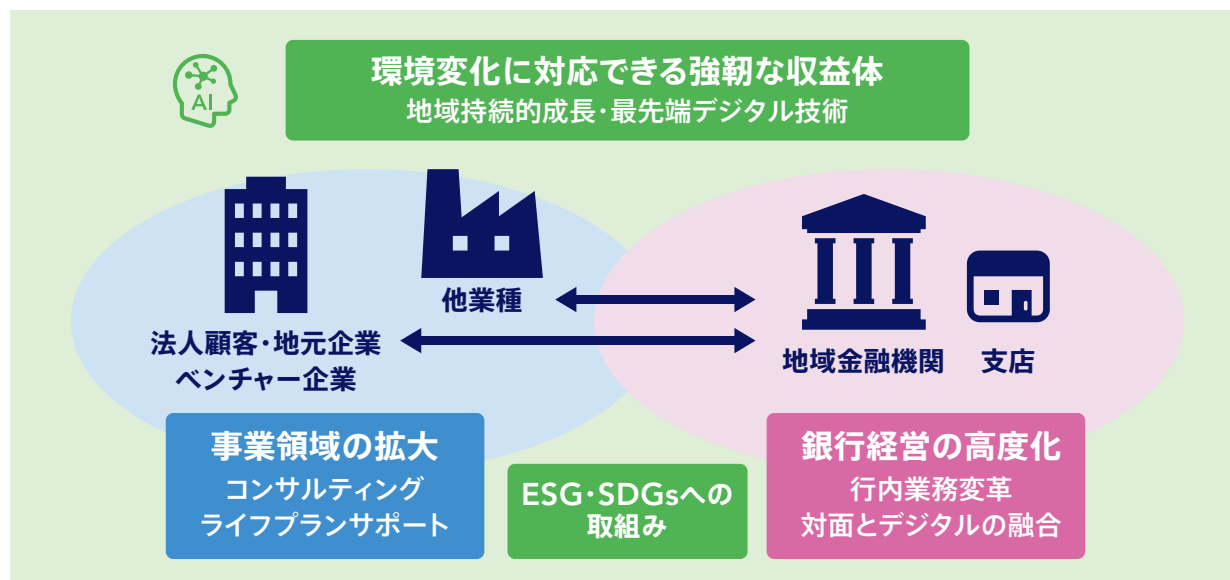 AI
環境変化に対応できる強靭な収益体
地域持続的成長・最先端デジタル技術
他業種
法人顧客・地元企業
ベンチャー企業
地域金融機関
支店
事業領域の拡大
コンサルティング
ライフプランサポート
ESG・SDGsへの
取組み
銀行経営の高度化
行内業務変革
対面とデジタルの融合